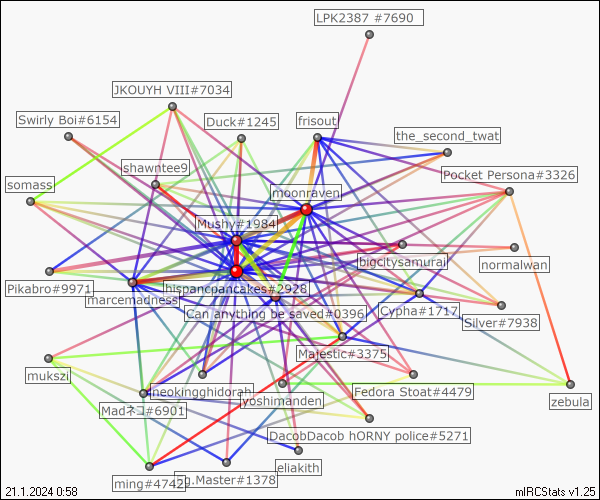 LPK2387 #7690
JKOUYH VIII#7034
Swirly Boi#6154
Duck#1245
frisout
the_second_twat
shawntee9
Pocket Persona#3326
somass
moonraven
Mushy#1984
bigcitysamurai
normalwan
Pikabro#9971
hispancpancakes#2928
marcemadness
Can anything be saved#0396
Cypha#1717
Silver#7938
Majestic#3375
mukszi
neokingghidorah
Fedora Stoat#4479
zebula
yoshimanden
Madネコ#6901
DacobDacob hORNY police#5271
eliakith
ming#4742
g.Master#1378
21.1.2024 0:58
mIRCStats v1.25